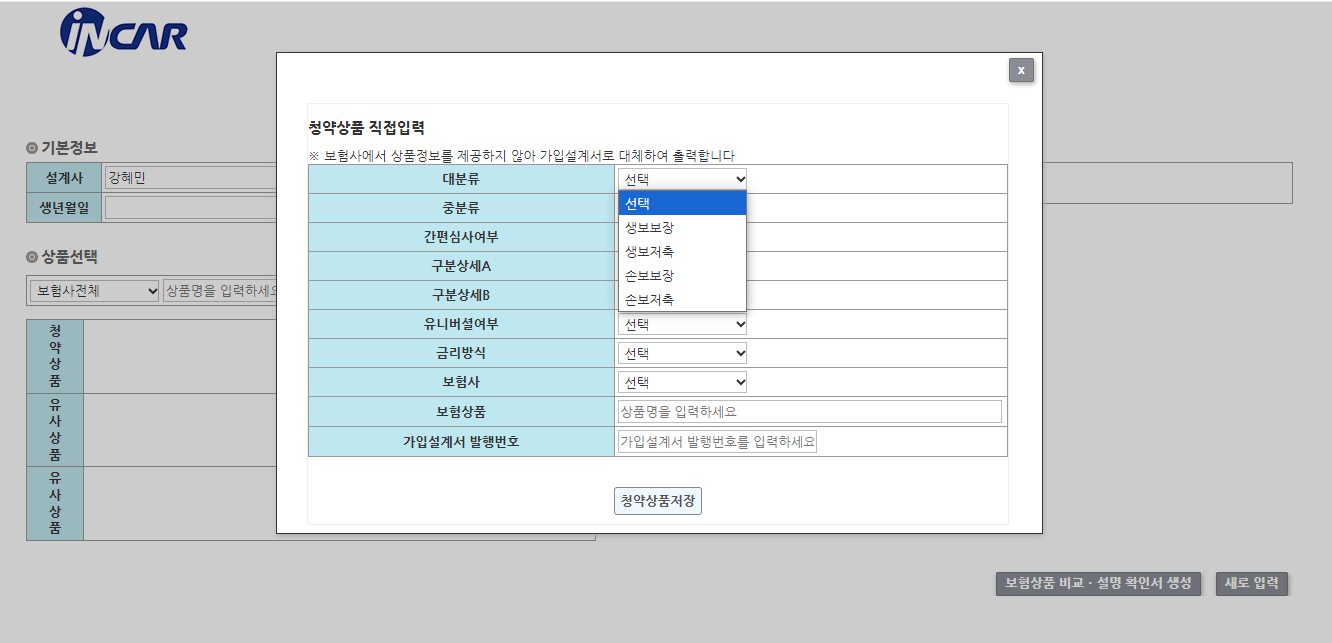 iNCAR
x
청약상품 직접입력
※ 보험사에서 상품정보를 제공하지 않아 가입설계서로 대체하여 출력합니다
대분류 선택
선택
생보보장
생보저축
손보보장
손보저축
중분류
간편심사여부
구분상세A
구분상세B
유니버셜여부 선택
금리방식 선택
보험사 선택
보험상품 상품명을 입력하세요
가입설계서 발행번호 가입설계서 발행번호를 입력하세요
청약상품저장
기본정보
설계사 강혜민
생년월일
상품선택
보험사전체 상품명을 입력하세요
청약상품
유사상품
유사상품
보험상품 비교·설명 확인서 생성 새로 입력